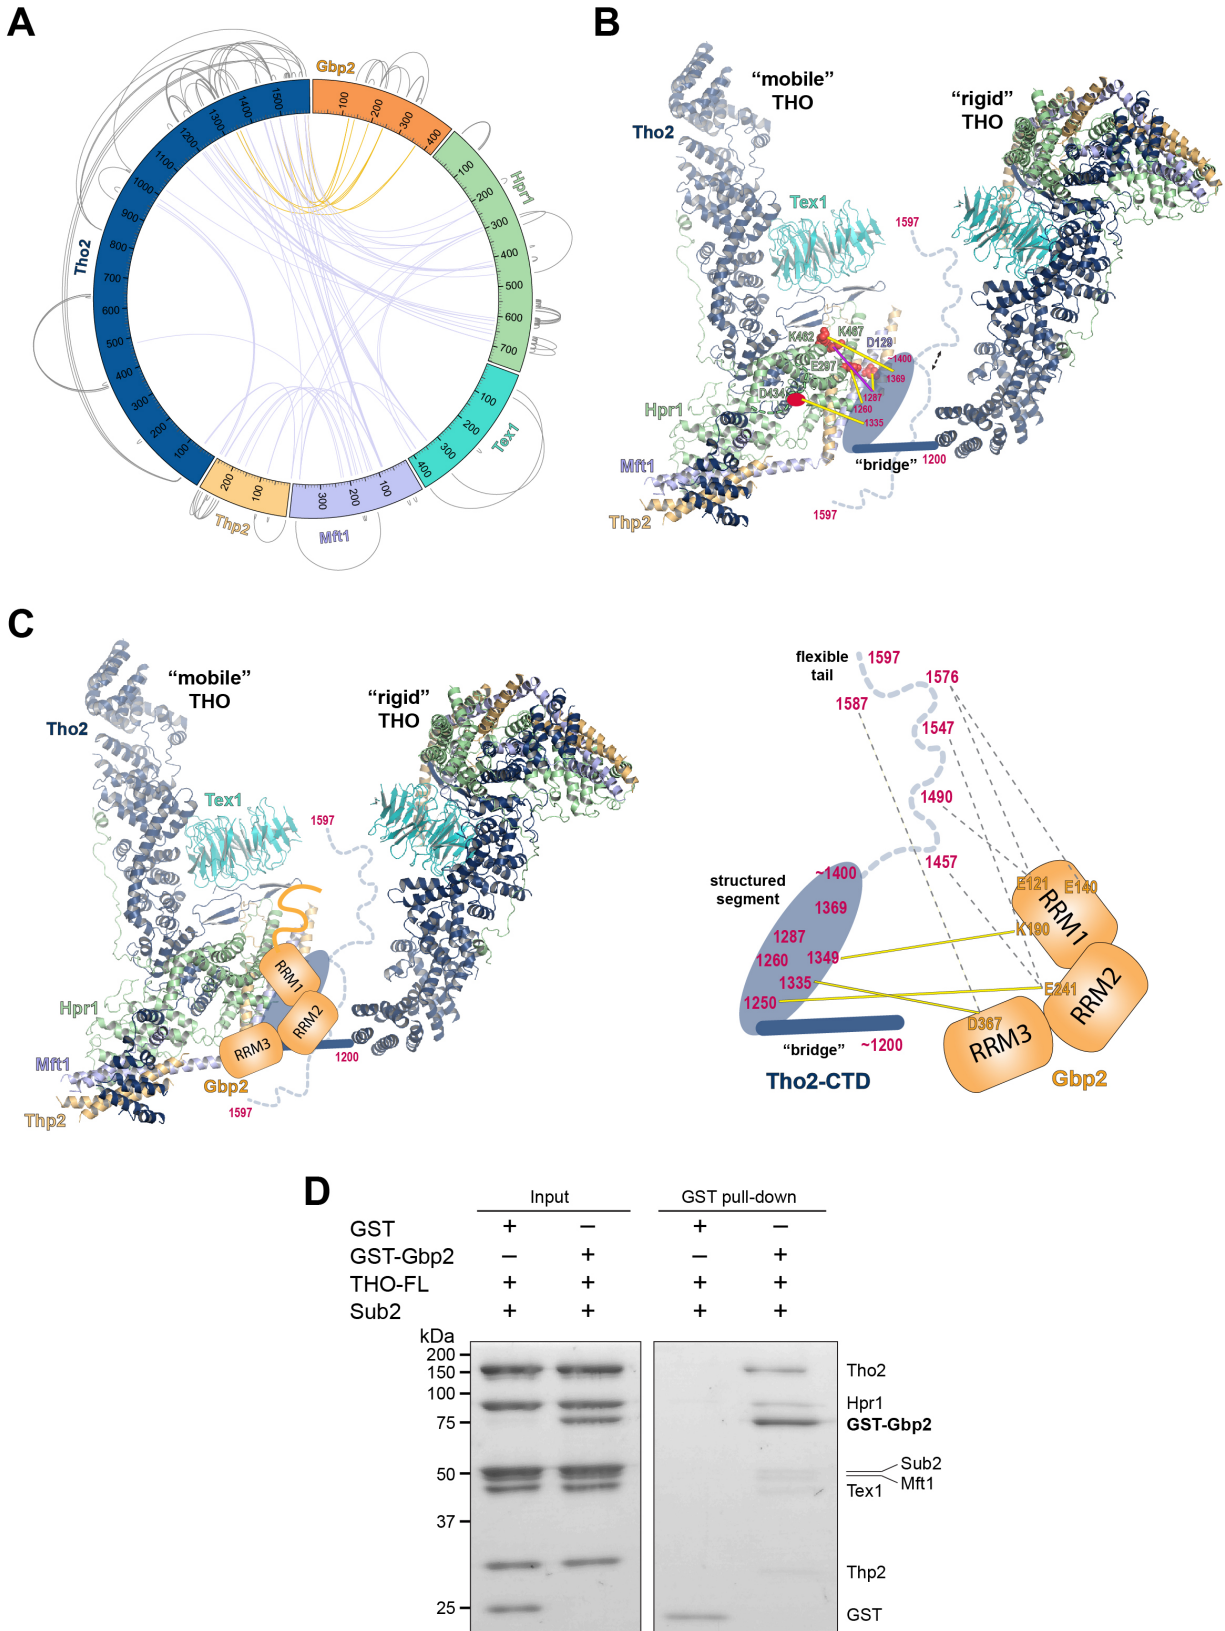 A
Gbp2
100
200
300
400
Hpr1
100
200
300
400
500
600
700
Tex1
100
200
300
400
Mft1
100
200
300
Thp2
100
200
Tho2
100
200
300
400
500
600
700
800
900
1000
1100
1200
1300
1400
1500
B
“mobile”
THO
“rigid”
THO
Tho2
Tex1
1597
K462
K467
D129
E297
~1400
1369
D434
1287
1260
1335
Hpr1
Mft1
“bridge”
1200
Thp2
1597
C
“mobile”
THO
“rigid”
THO
Tho2
Tex1
1597
RRM1
RRM2
RRM3
Hpr1
Mft1
1200
Gbp2
Thp2
1597
flexible
tail
1597
1576
1587
1547
1490
1457
structured
segment
~1400
1369
1287
1260
1349
1335
1250
E121
E140
K190
RRM1
E241
RRM2
D367
RRM3
“bridge”
~1200
Tho2-CTD
Gbp2
D
Input
GST pull-down
GST + – + –
GST-Gbp2 – + – +
THO-FL + + + +
Sub2 + + + +
kDa
200
150
100
75
50
37
25
Tho2
Hpr1
GST-Gbp2
Sub2
Mft1
Tex1
Thp2
GST